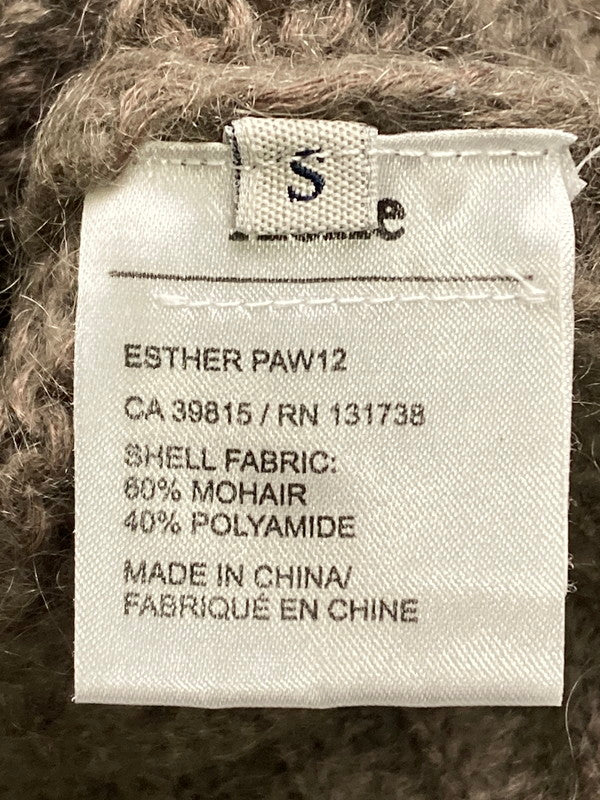 S
ESTHER PAW12
CA 39815 / RN 131738
SHELL FABRIC:
60% MOHAIR
40% POLYAMIDE
MADE IN CHINA/
FABRIQUÉ EN CHINE